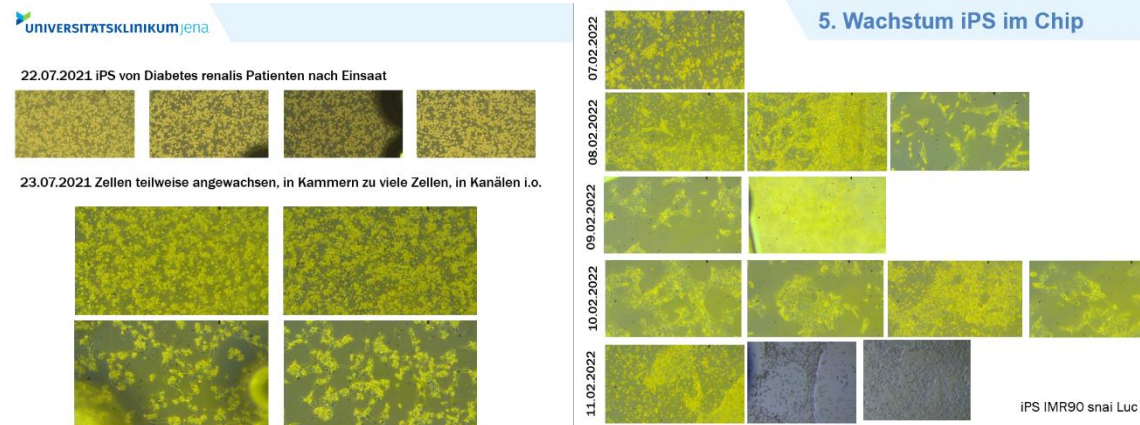 UNIVERSITÄTSKLINIKUM jena
22.07.2021 iPS von Diabetes renalis Patienten nach Einsaat
23.07.2021 Zellen teilweise angewachsen, in Kammern zu viele Zellen, in Kanälen i.o.
5. Wachstum iPS im Chip
07.02.2022
08.02.2022
09.02.2022
10.02.2022
11.02.2022
iPS IMR90 snai Luc